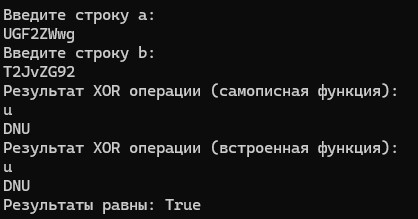 Введите строку a:
UGF2ZWwg
Введите строку b:
T2JvZG92
Результат XOR операции (самописная функция):
u
DNU
Результат XOR операции (встроенная функция):
u
DNU
Результаты равны: True